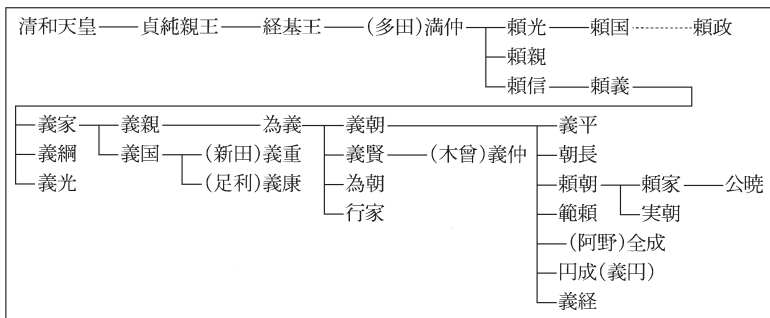 清和天皇 貞純親王 経基王 (多田)満仲 頼光 頼国 頼政
頼親
頼信 頼義
義家 義親 為義 義朝 義平
義綱 義国 (新田)義重 義賢 (木曾)義仲 朝長
義光 (足利)義康 為朝 頼朝 頼家 公暁
行家 範頼 実朝
(阿野)全成
円成(義円)
義経